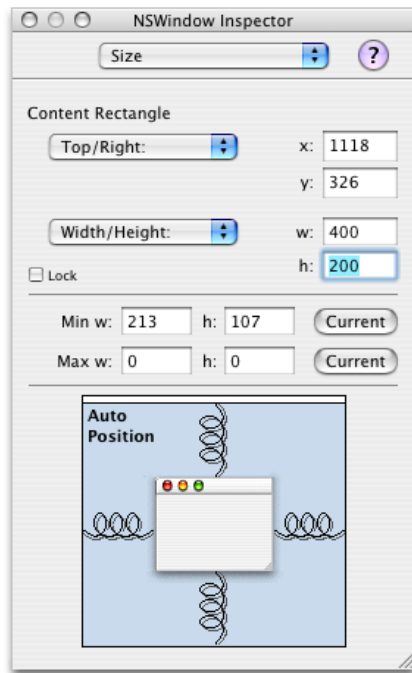 NSWindow Inspector
Size
?
Content Rectangle
Top/Right:
x: 1118
y: 326
Width/Height:
w: 400
h: 200
Lock
Min w: 213 h: 107 Current
Max w: 0 h: 0 Current
Auto
Position